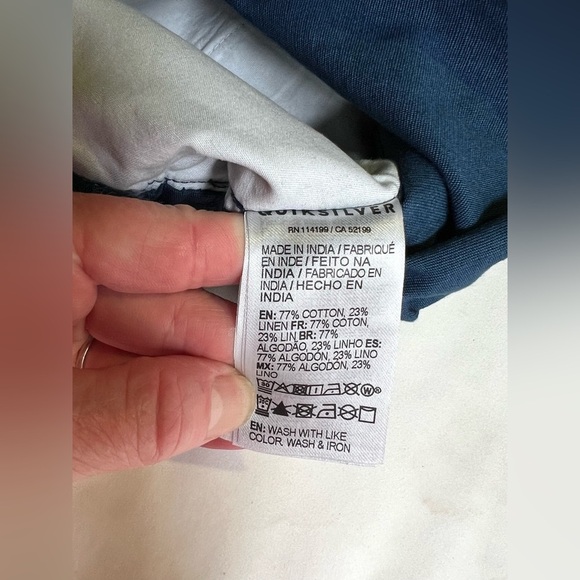 QUIKSILVER
RN 114199 / CA 52199
MADE IN INDIA / FABRIQUÉ
EN INDE / FEITO NA
INDIA / FABRICADO EN
INDIA / HECHO EN
INDIA
EN: 77% COTTON, 23%
LINEN FR: 77% COTON,
23% LIN BR: 77%
ALGODÃO, 23% LINHO ES:
77% ALGODÓN, 23% LINO
MX: 77% ALGODÓN, 23%
LINO
EN: WASH WITH LIKE
COLOR. WASH & IRON